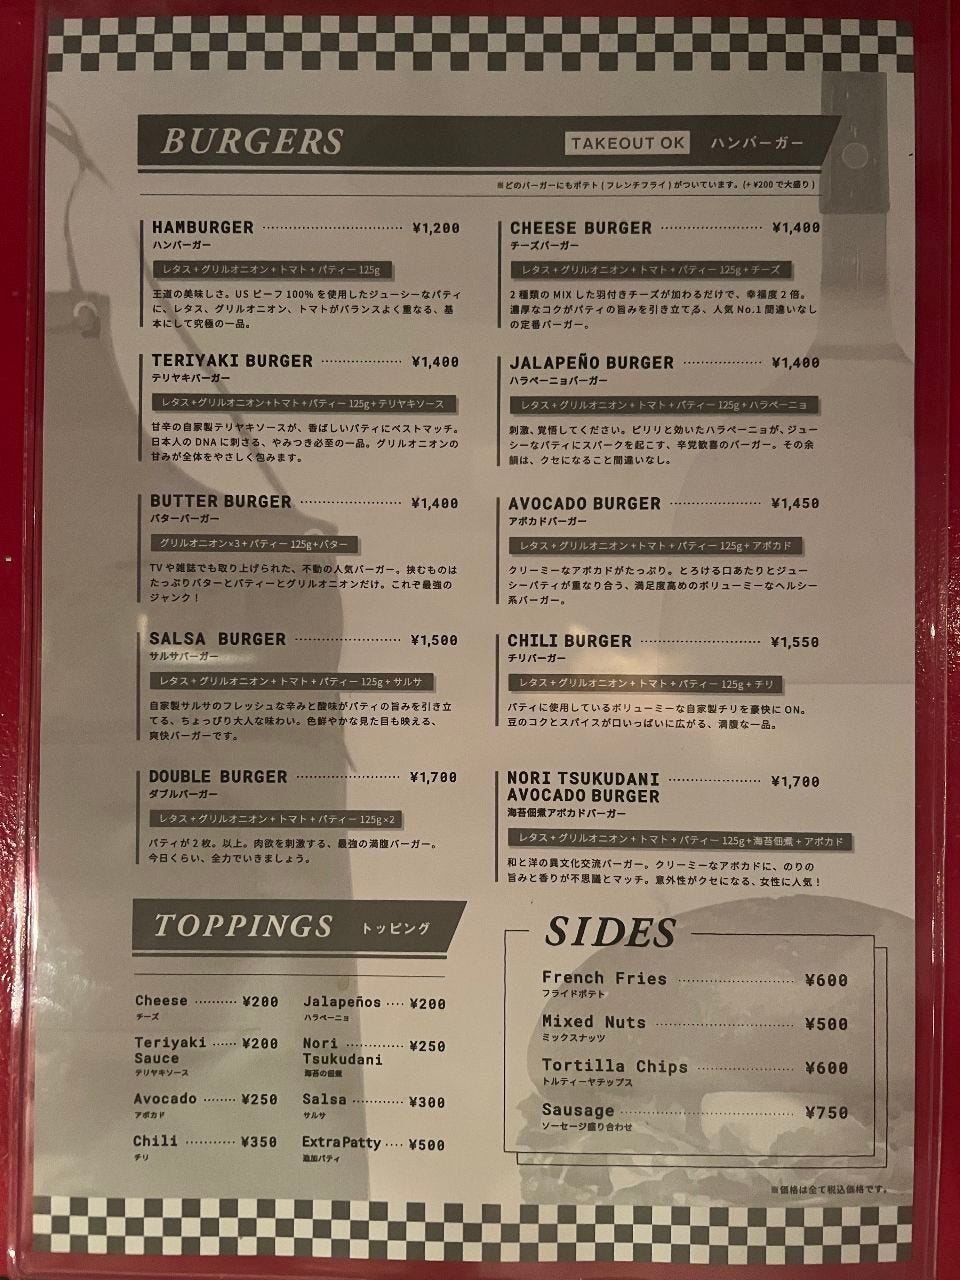 BURGERS
TAKEOUT OK
ハンバーガー
※どのバーガーにもポテト(フレンチフライ)がついています。(+¥200で大盛り)
HAMBURGER ¥1,200
ハンバーガー
レタス+グリルオニオン+トマト+パティー 125g
王道の美味しさ。US ビーフ 100% を使用したジューシーなパティ
に、レタス、グリルオニオン、トマトがバランスよく重なる、基
本にして究極の一品。
CHEESE BURGER ¥1,400
チーズバーガー
レタス+グリルオニオン+トマト+パティー 125g+チーズ
2 種類の MIX した羽付きチーズが加わるだけで、幸福度 2 倍。
濃厚なコクがパティの旨みを引き立てる、人気 No.1 間違いなし
の定番バーガー。
TERIYAKI BURGER ¥1,400
テリヤキバーガー
レタス+グリルオニオン+トマト+パティー 125g+テリヤキソース
甘辛の自家製テリヤキソースが、香ばしいパティにベストマッチ。
日本人の DNA に刺さる、やみつき必至の一品。グリルオニオンの
甘みが全体をやさしく包みます。
JALAPEÑO BURGER ¥1,400
ハラペーニョバーガー
レタス+グリルオニオン+トマト+パティー 125g+ハラペーニョ
刺激、覚悟してください。ピリリと効いたハラペーニョが、ジュー
シーなパティにスパークを起こす、辛党歓喜のバーガー。その余
韻は、クセになること間違いなし。
BUTTER BURGER ¥1,400
バターバーガー
グリルオニオン×3+パティー 125g+バター
TV や雑誌でも取り上げられた、不動の人気バーガー。挟むものは
たっぷりバターとパティーとグリルオニオンだけ。これぞ最強の
ジャンク！
AVOCADO BURGER ¥1,450
アボカドバーガー
レタス+グリルオニオン+トマト+パティー 125g+アボカド
クリーミーなアボカドがたっぷり。とろける口あたりとジュー
シーパティが重なり合う、満足度高めのボリューミーなヘルシー
系バーガー。
SALSA BURGER ¥1,500
サルサバーガー
レタス+グリルオニオン+トマト+パティー 125g+サルサ
自家製サルサのフレッシュな辛みと酸味がパティの旨みを引き立
てる、ちょっぴり大人な味わい。色鮮やかな見た目も映える、
爽快バーガーです。
CHILI BURGER ¥1,550
チリバーガー
レタス+グリルオニオン+トマト+パティー 125g+チリ
パティに使用しているボリューミーな自家製チリを豪快に ON。
豆のコクとスパイスが口いっぱいに広がる、満腹な一品。
DOUBLE BURGER ¥1,700
ダブルバーガー
レタス+グリルオニオン+トマト+パティー 125g×2
パティが 2 枚。以上。肉欲を刺激する、最強の満腹バーガー。
今日くらい、全力でいきましょう。
NORI TSUKUDANI ¥1,700
AVOCADO BURGER
海苔佃煮アボカドバーガー
レタス+グリルオニオン+トマト+パティー 125g+海苔佃煮+アボカド
和と洋の異文化交流バーガー。クリーミーなアボカドに、のりの
旨みと香りが不思議とマッチ。意外性がクセになる、女性に人気！
TOPPINGS
トッピング
Cheese ¥200
チーズ
Jalapeños ¥200
ハラペーニョ
Teriyaki ¥200
Sauce
テリヤキソース
Nori ¥250
Tsukudani
海苔の佃煮
Avocado ¥250
アボカド
Salsa ¥300
サルサ
Chili ¥350
チリ
Extra Patty ¥500
追加パティ
SIDES
French Fries ¥600
フライドポテト
Mixed Nuts ¥500
ミックスナッツ
Tortilla Chips ¥600
トルティーヤチップス
Sausage ¥750
ソーセージ盛り合わせ
※価格は全て税込価格です。